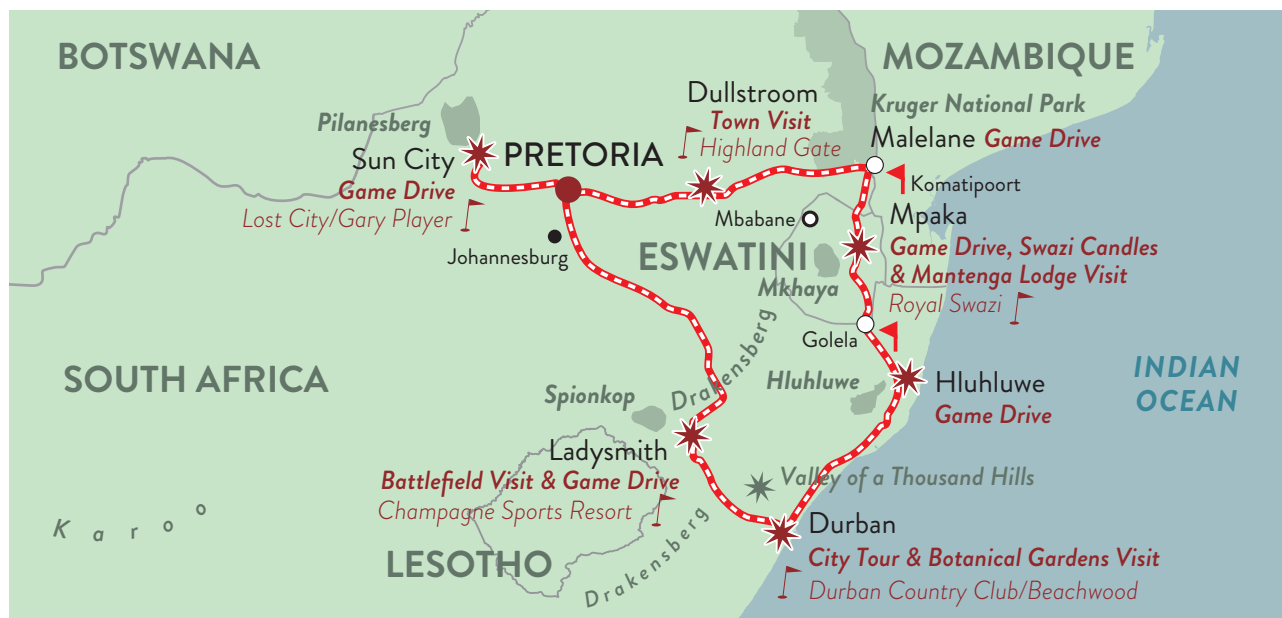 BOTSWANA
MOZAMBIQUE
Pilanesberg
Sun City
Game Drive
Lost City/Gary Player
PRETORIA
Johannesburg
Dullstroom
Town Visit
Highland Gate
Kruger National Park
Malelane Game Drive
Komatipoort
Mbabane
ESWATINI
Mkhaya
Mpaka
Game Drive, Swazi Candles
& Mantenga Lodge Visit
Royal Swazi
Golela
SOUTH AFRICA
Drakensberg
Spionkop
Hluhluwe
Hluhluwe
Game Drive
INDIAN
OCEAN
Ladysmith
Battlefield Visit & Game Drive
Champagne Sports Resort
Valley of a Thousand Hills
Karoo
LESOTHO
Drakensberg
Durban
City Tour & Botanical Gardens Visit
Durban Country Club/Beachwood